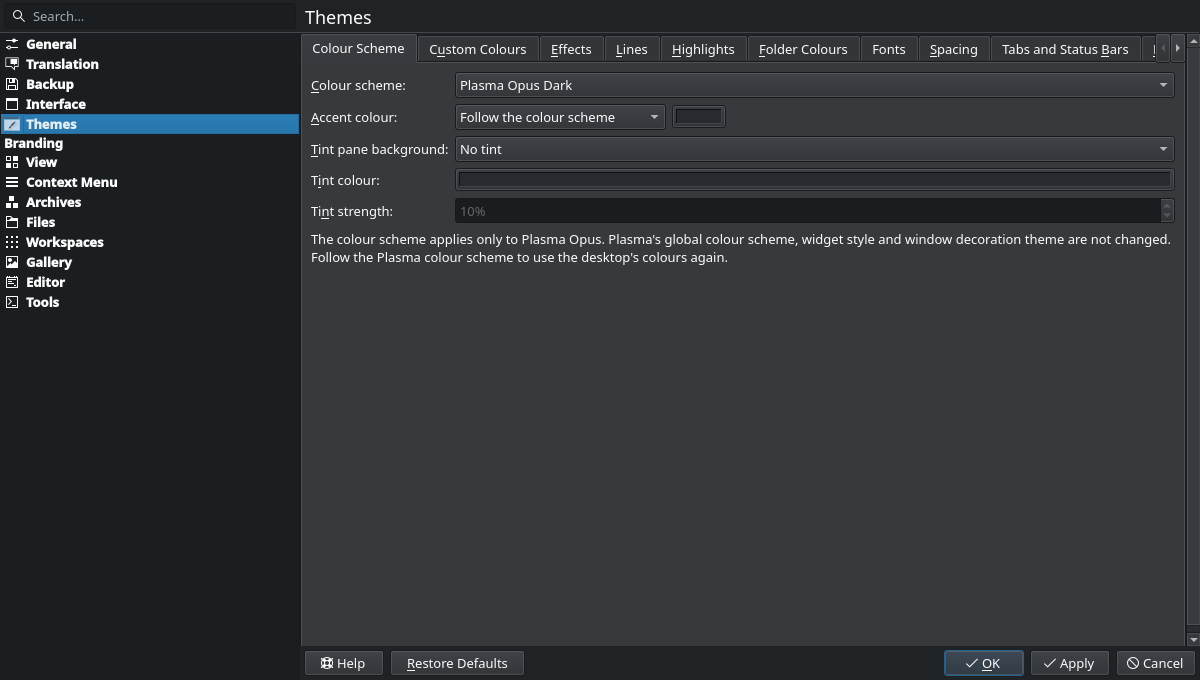 Search...
Themes
General
Translation
Backup
Interface
Themes
Branding
View
Context Menu
Archives
Files
Workspaces
Gallery
Editor
Tools
Colour Scheme
Custom Colours
Effects
Lines
Highlights
Folder Colours
Fonts
Spacing
Tabs and Status Bars
Colour scheme: Plasma Opus Dark
Accent colour: Follow the colour scheme
Tint pane background: No tint
Tint colour:
Tint strength: 10%
The colour scheme applies only to Plasma Opus. Plasma's global colour scheme, widget style and window decoration theme are not changed.
Follow the Plasma colour scheme to use the desktop's colours again.
Help
Restore Defaults
OK
Apply
Cancel